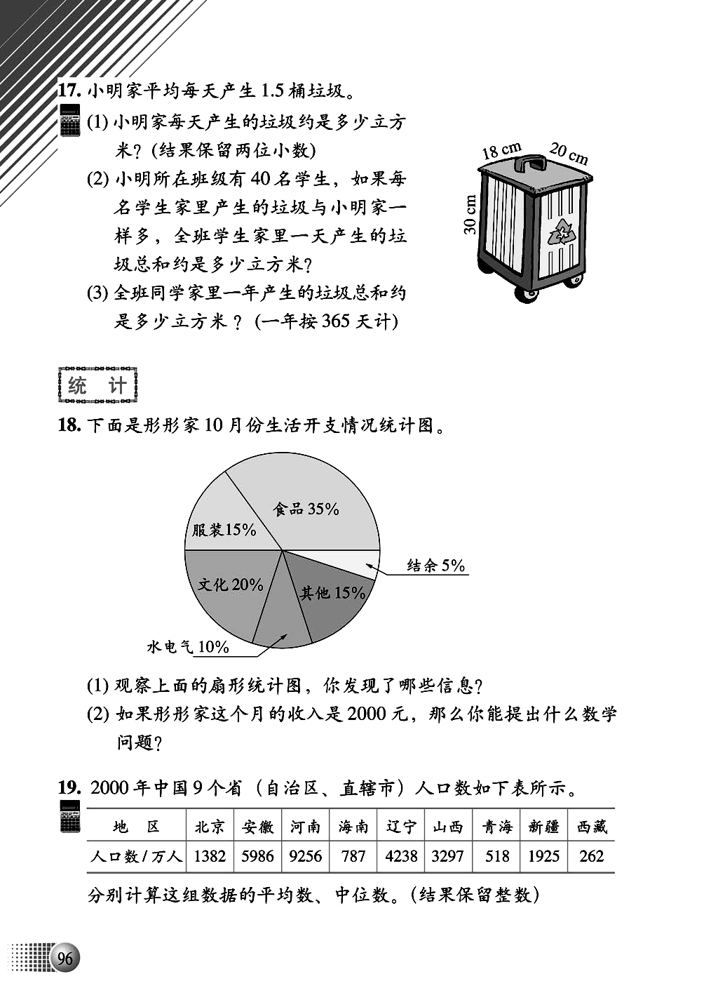 17. 小明家平均每天产生 1.5 桶垃圾。
(1) 小明家每天产生的垃圾约是多少立方
米? (结果保留两位小数)
(2) 小明所在班级有 40 名学生，如果每
名学生家里产生的垃圾与小明家一
样多，全班学生家里一天产生的垃
圾总和约是多少立方米?
(3) 全班同学家里一年产生的垃圾总和约
是多少立方米？(一年按 365 天计)
18 cm
20 cm
30 cm
统 计
18. 下面是彤彤家 10 月份生活开支情况统计图。
食品 35%
服装15%
结余 5%
文化 20%
其他 15%
水电气 10%
(1) 观察上面的扇形统计图，你发现了哪些信息?
(2) 如果彤彤家这个月的收入是 2000 元，那么你能提出什么数学
问题?
19. 2000 年中国 9 个省（自治区、直辖市）人口数如下表所示。
地 区 北京 安徽 河南 海南 辽宁 山西 青海 新疆 西藏
人口数/万人 1382 5986 9256 787 4238 3297 518 1925 262
分别计算这组数据的平均数、中位数。（结果保留整数）
96